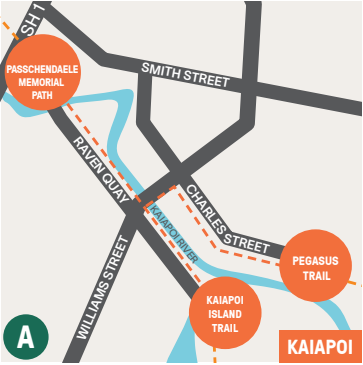 SH 1
PASSCHENDAELE
MEMORIAL
PATH
SMITH STREET
RAVEN QUAY
KAIAPOI RIVER
CHARLES STREET
WILLIAMS STREET
PEGASUS
TRAIL
KAIAPOI
ISLAND
TRAIL
A
KAIAPOI